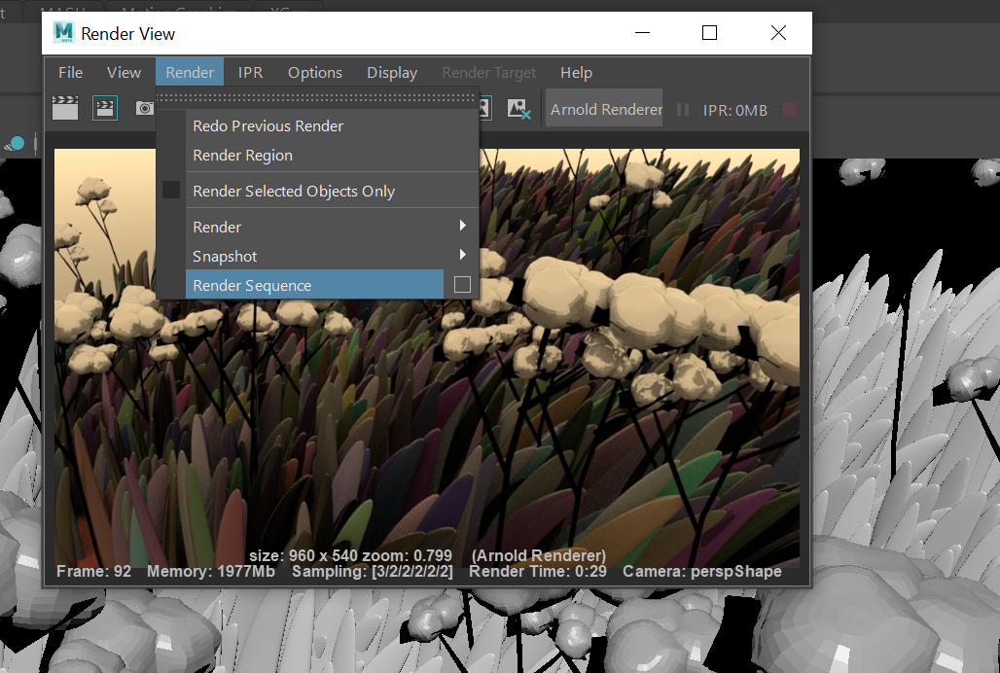 MASH
Motion Graphics
XGen
Render View
File View Render IPR Options Display Render Target Help
Arnold Renderer
IPR: 0MB
Redo Previous Render
Render Region
Render Selected Objects Only
Render
Snapshot
Render Sequence
size: 960 x 540 zoom: 0.799 (Arnold Renderer)
Frame: 92 Memory: 1977Mb Sampling: [3/2/2/2/2/2] Render Time: 0:29 Camera: perspShape